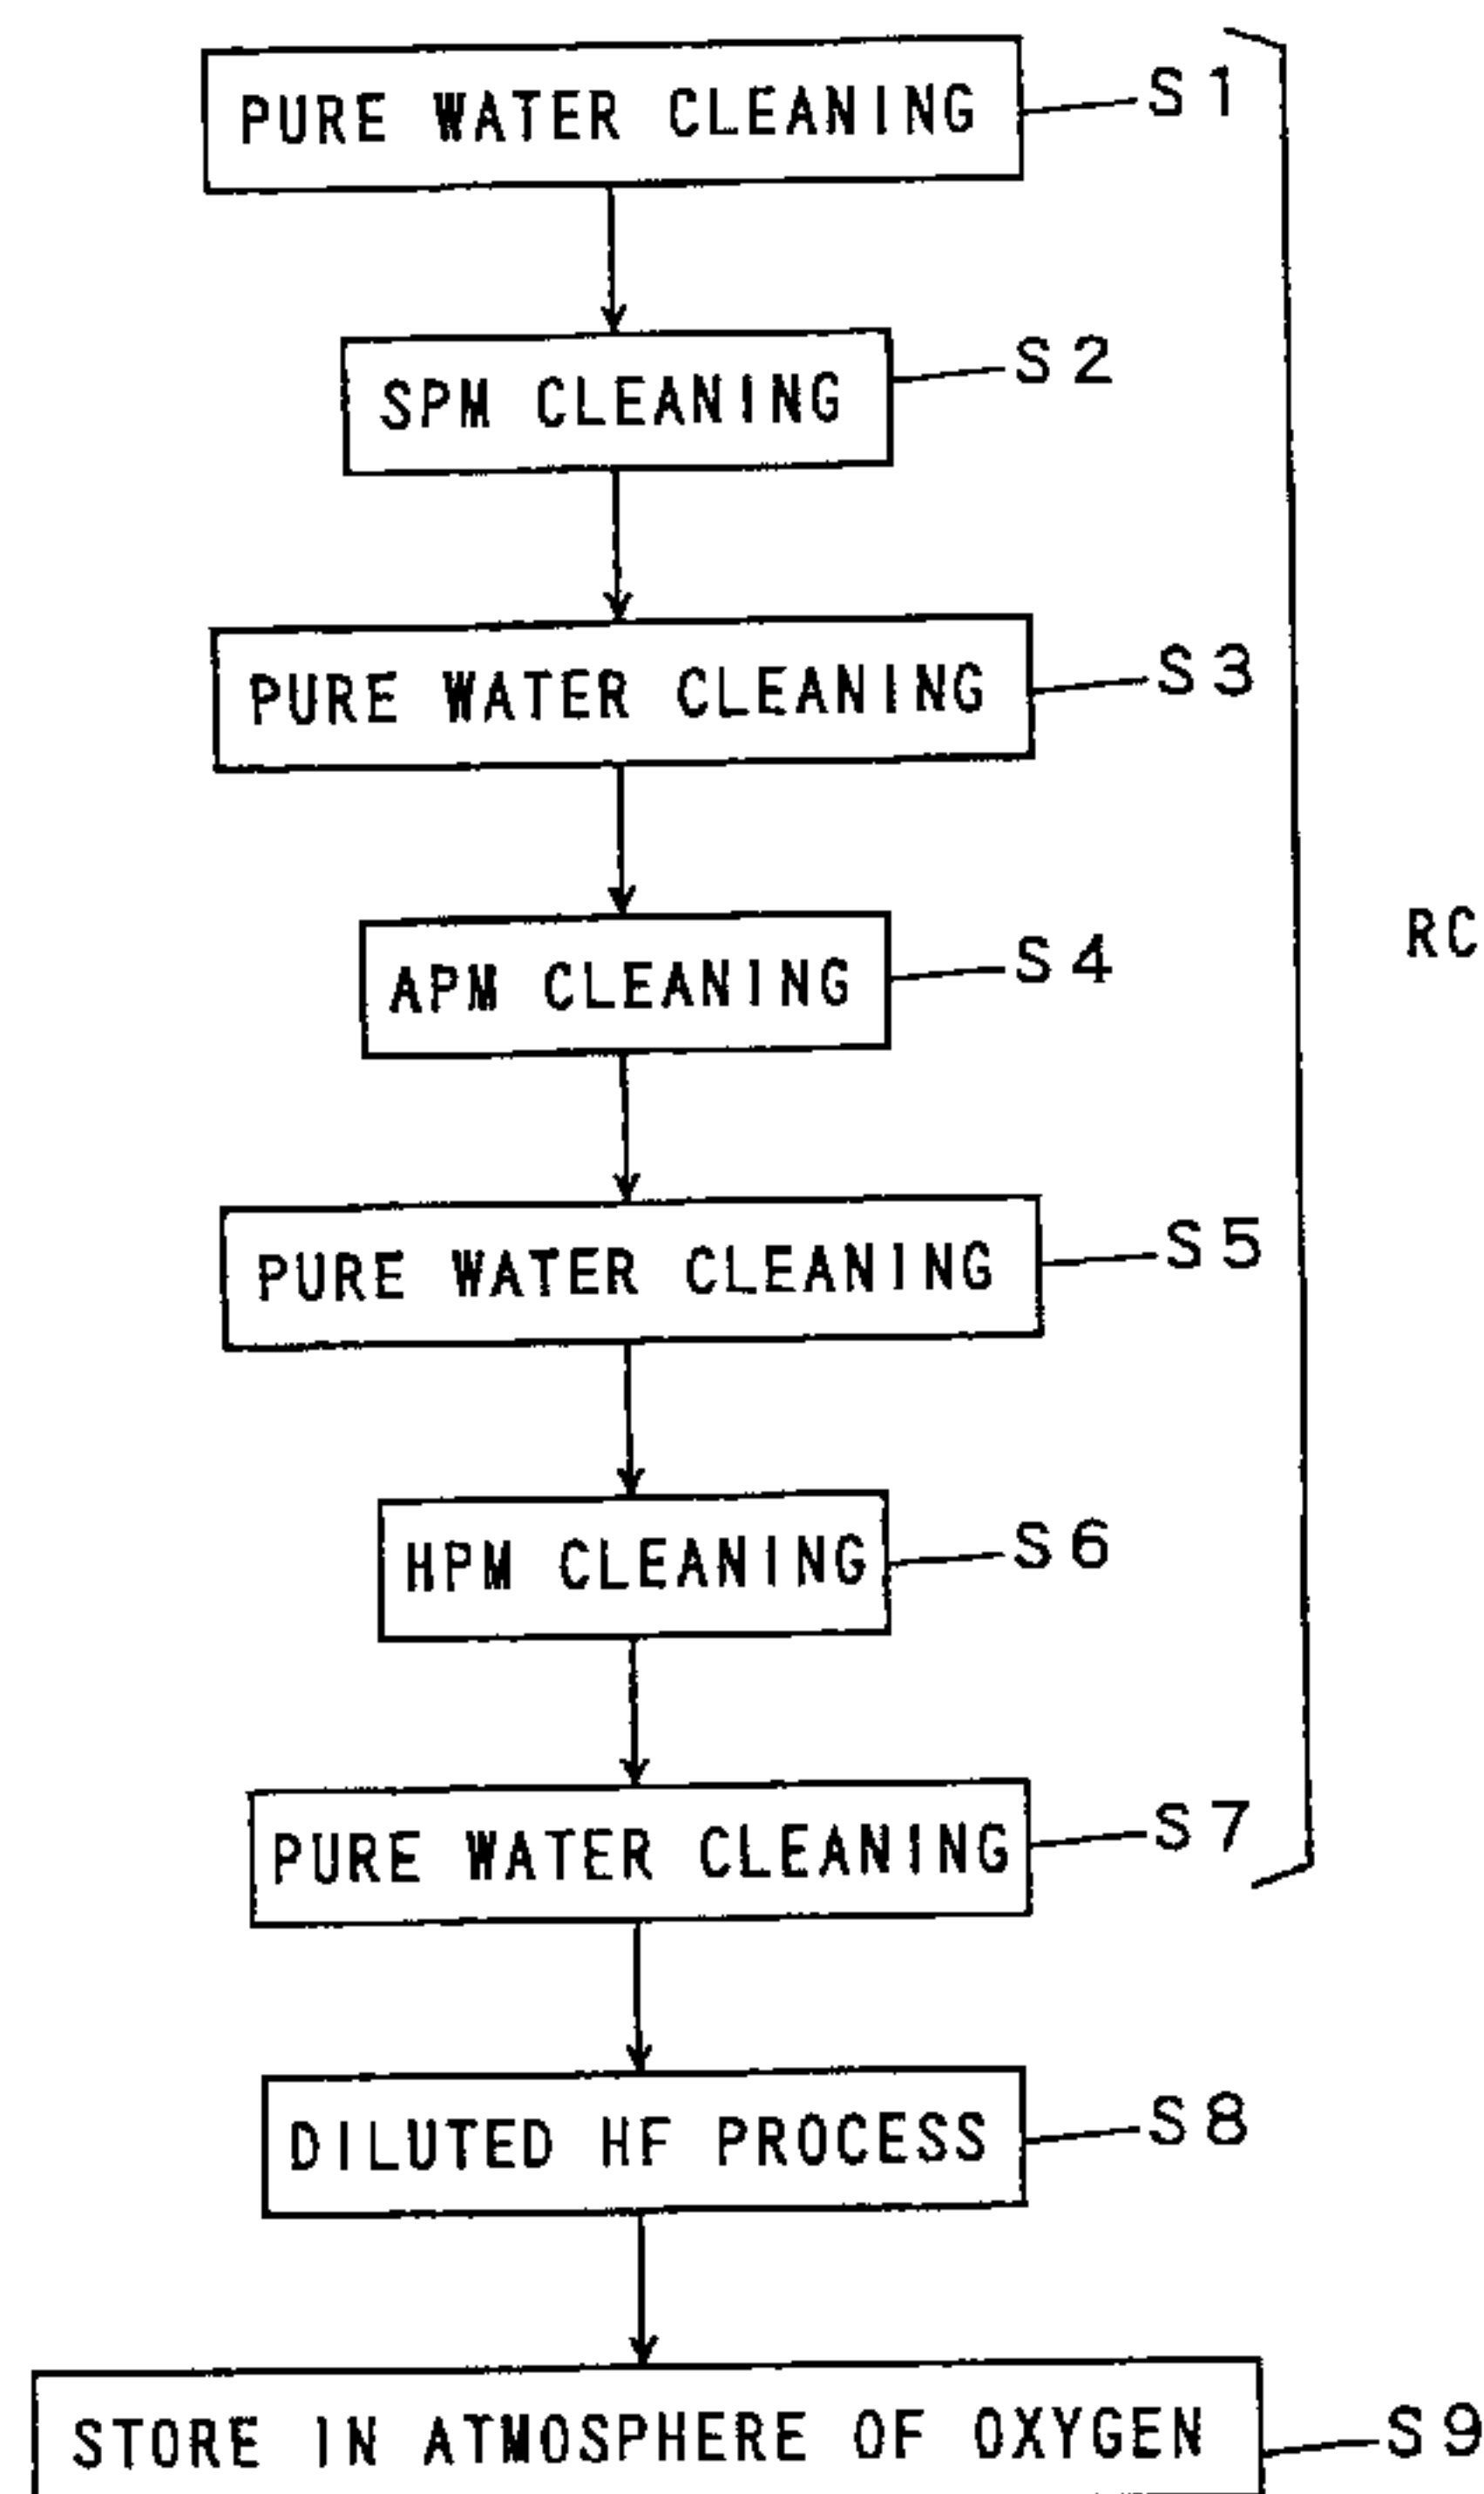 PURE WATER CLEANING S1
SPM CLEANING S2
PURE WATER CLEANING S3
RC
APM CLEANING S4
PURE WATER CLEANING S5
HPM CLEANING S6
PURE WATER CLEANING S7
DILUTED HF PROCESS S8
STORE IN ATMOSPHERE OF OXYGEN S9